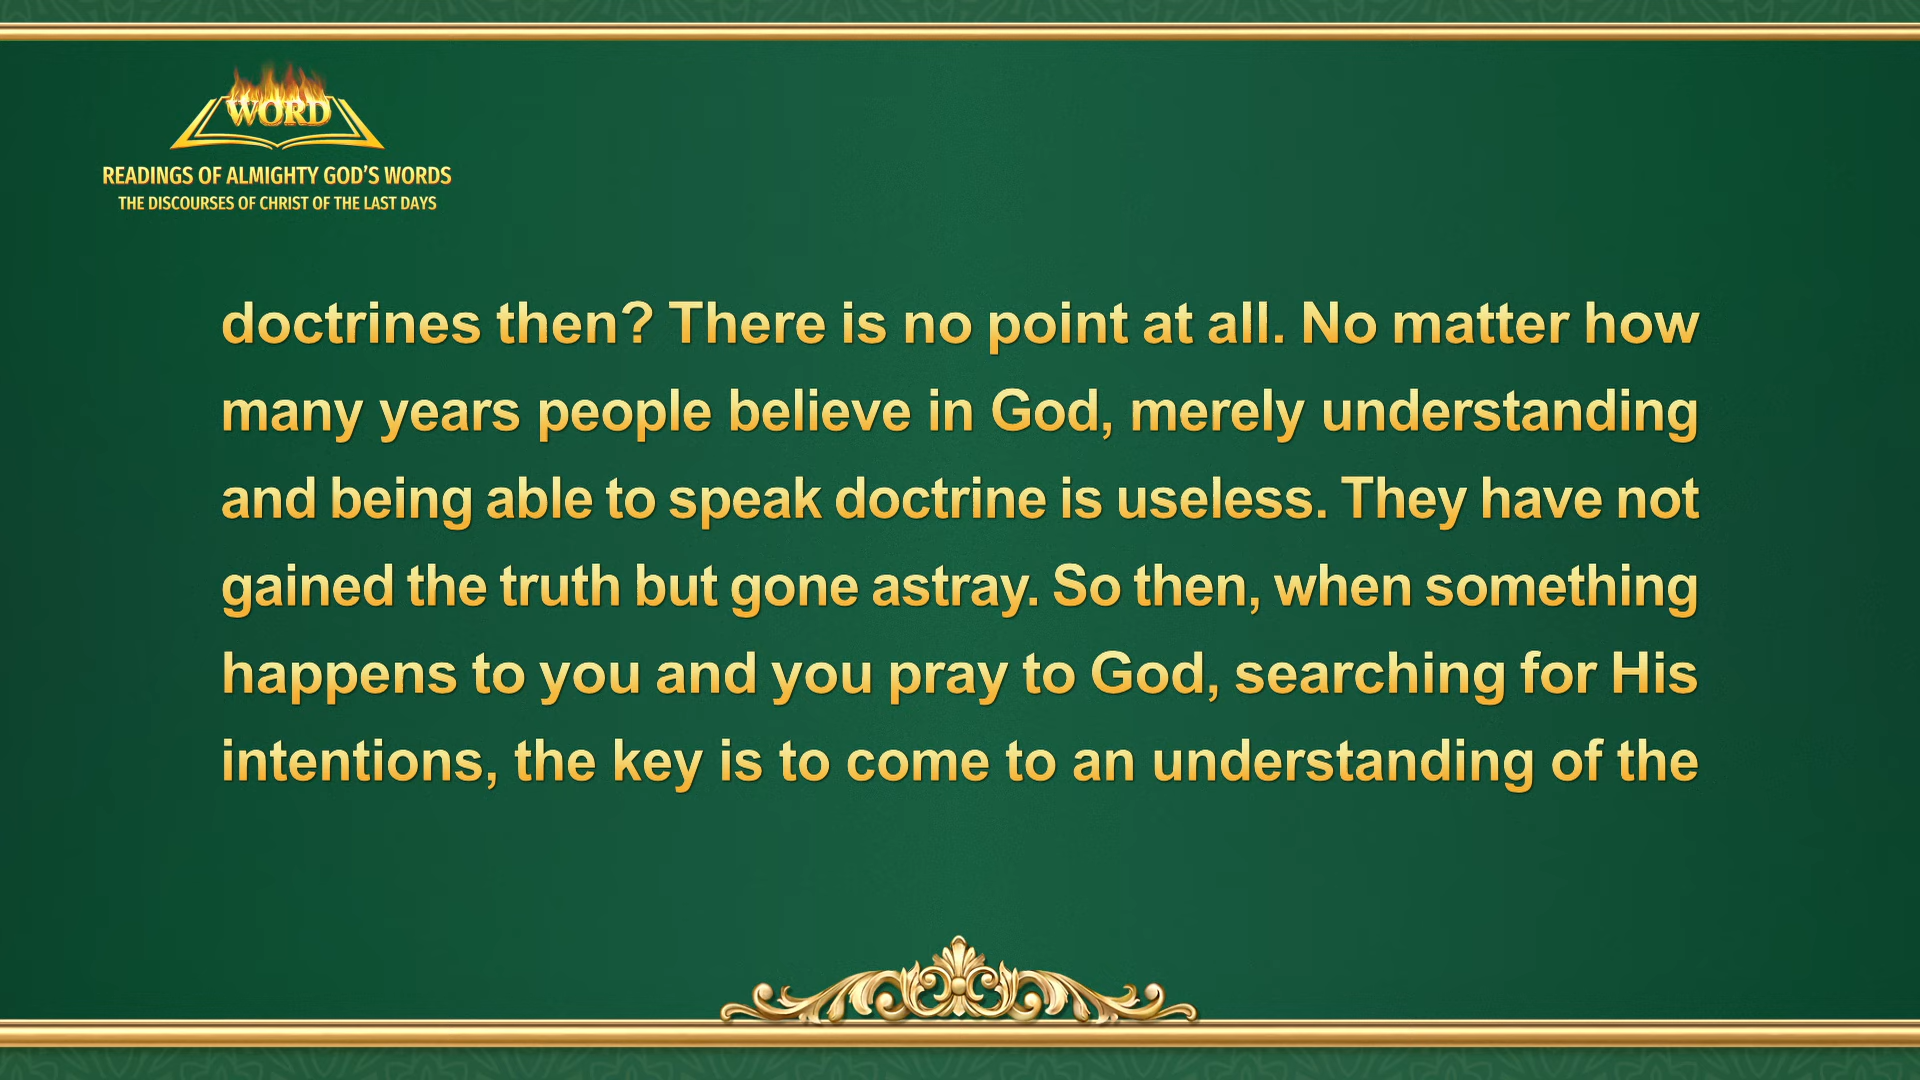 WORD
READINGS OF ALMIGHTY GOD'S WORDS
THE DISCOURSES OF CHRIST OF THE LAST DAYS
doctrines then? There is no point at all. No matter how
many years people believe in God, merely understanding
and being able to speak doctrine is useless. They have not
gained the truth but gone astray. So then, when something
happens to you and you pray to God, searching for His
intentions, the key is to come to an understanding of the